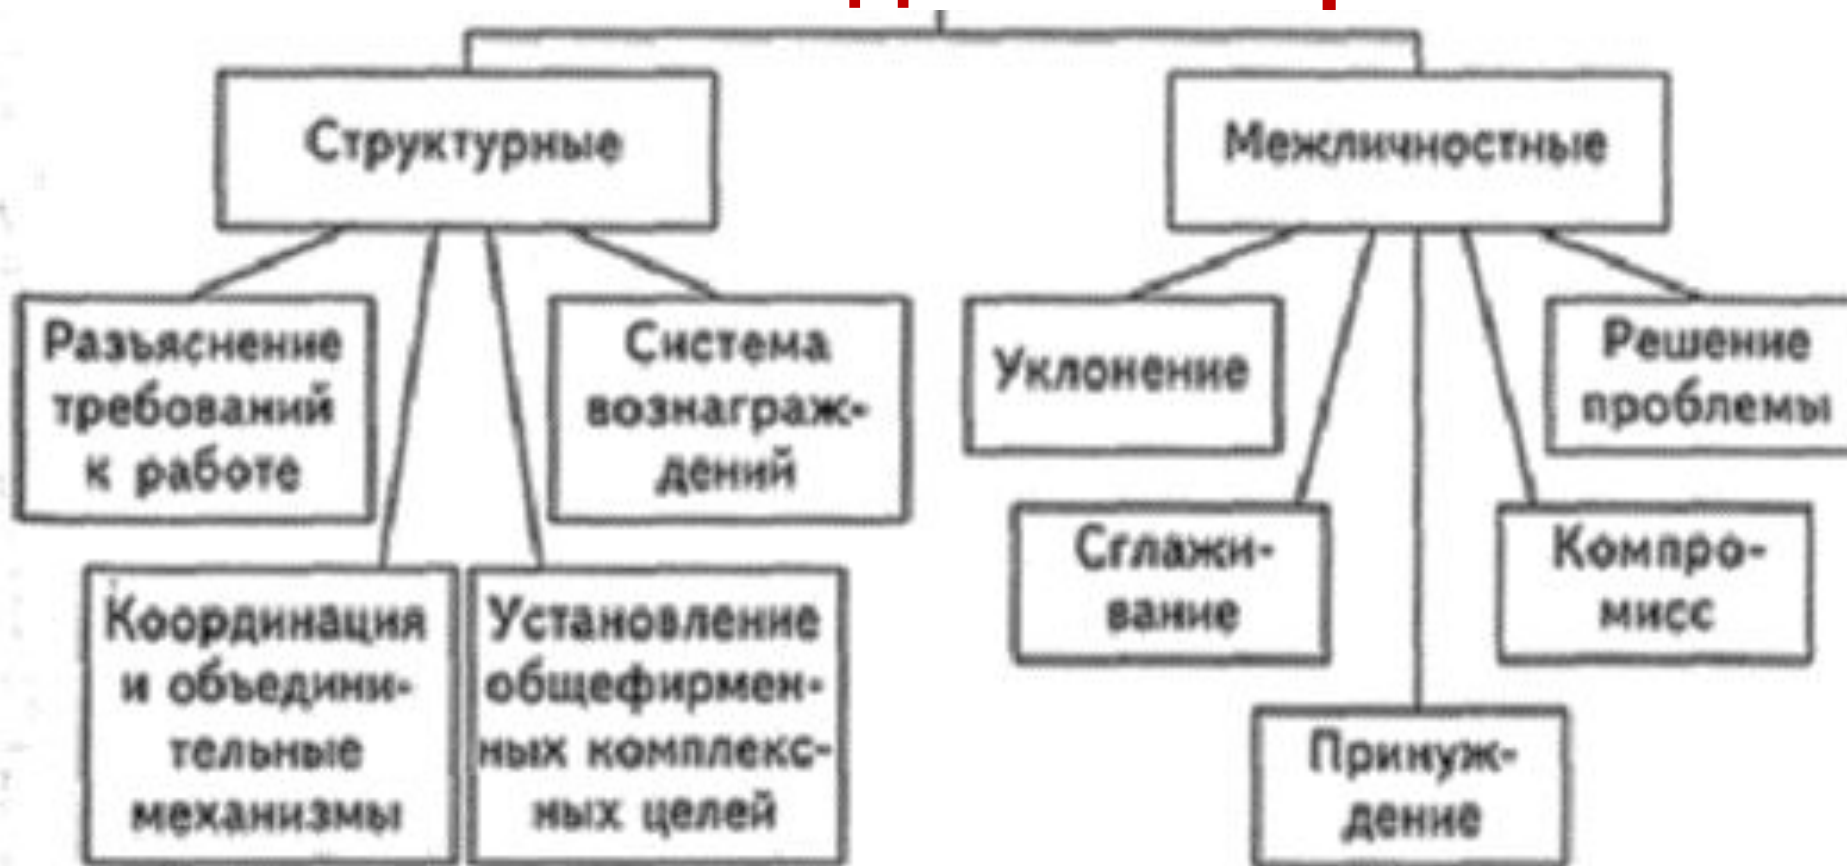 Структурные
Межличностные
Разъяснение
требований
к работе
Система
вознаграж-
дений
Уклонение
Решение
проблемы
Сглажи-
вание
Компро-
мисс
Координация
и объедини-
тельные
механизмы
Установление
общефирмен-
ных комплекс-
ных целей
Принуж-
дение